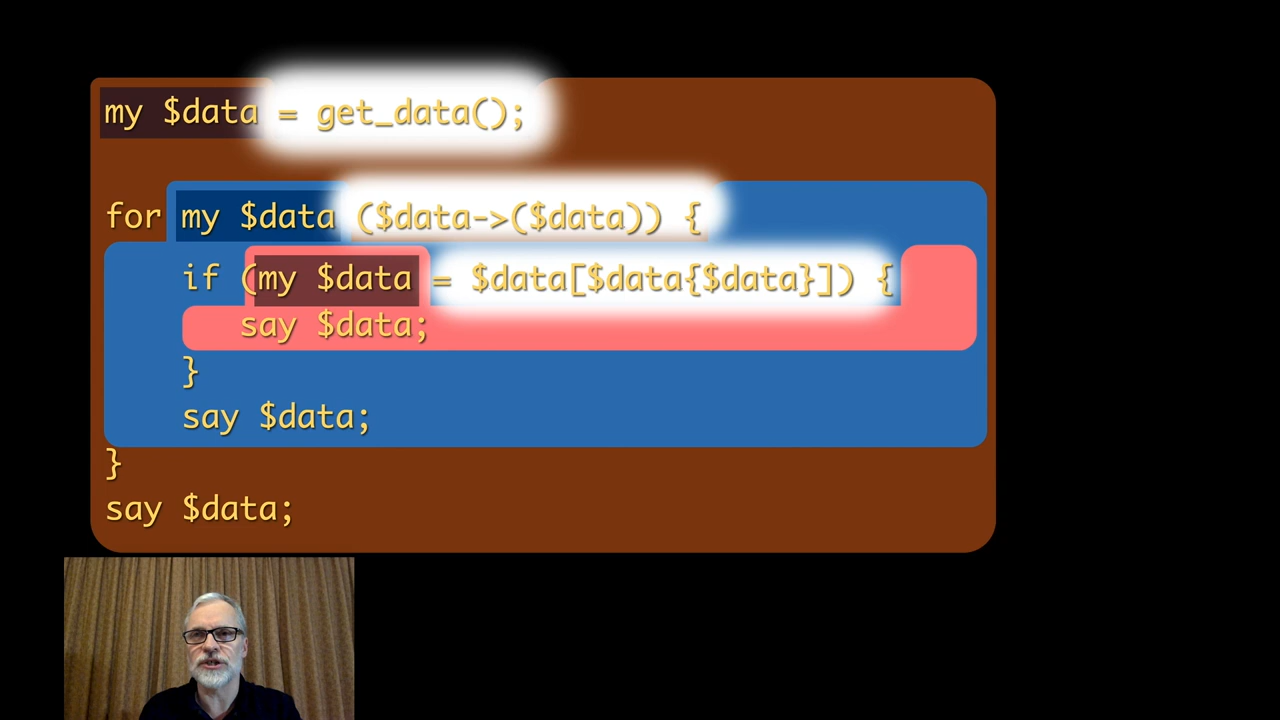 my $data = get_data();
for my $data ($data->($data)) {
if (my $data = $data[$data{$data}]) {
say $data;
}
say $data;
}
say $data;